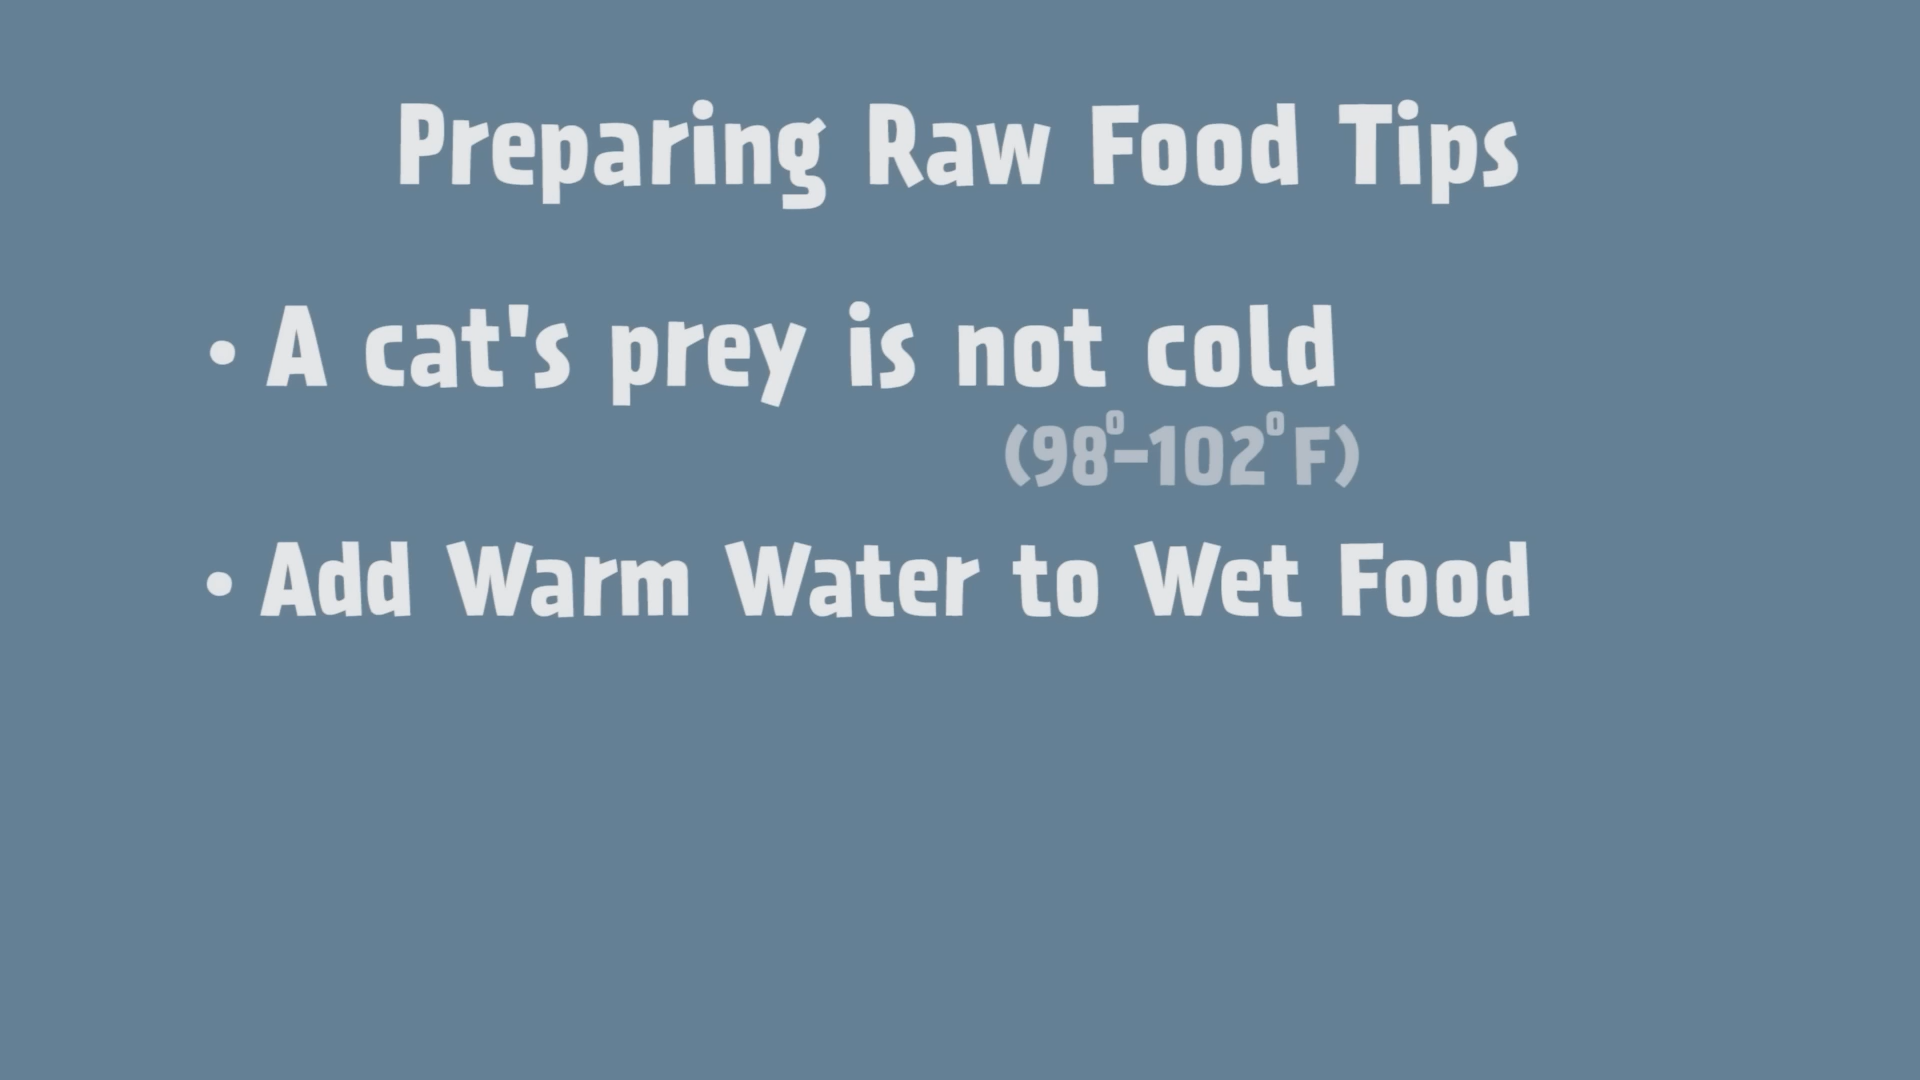 Preparing Raw Food Tips
• A cat's prey is not cold
(98°-102°F)
• Add Warm Water to Wet Food